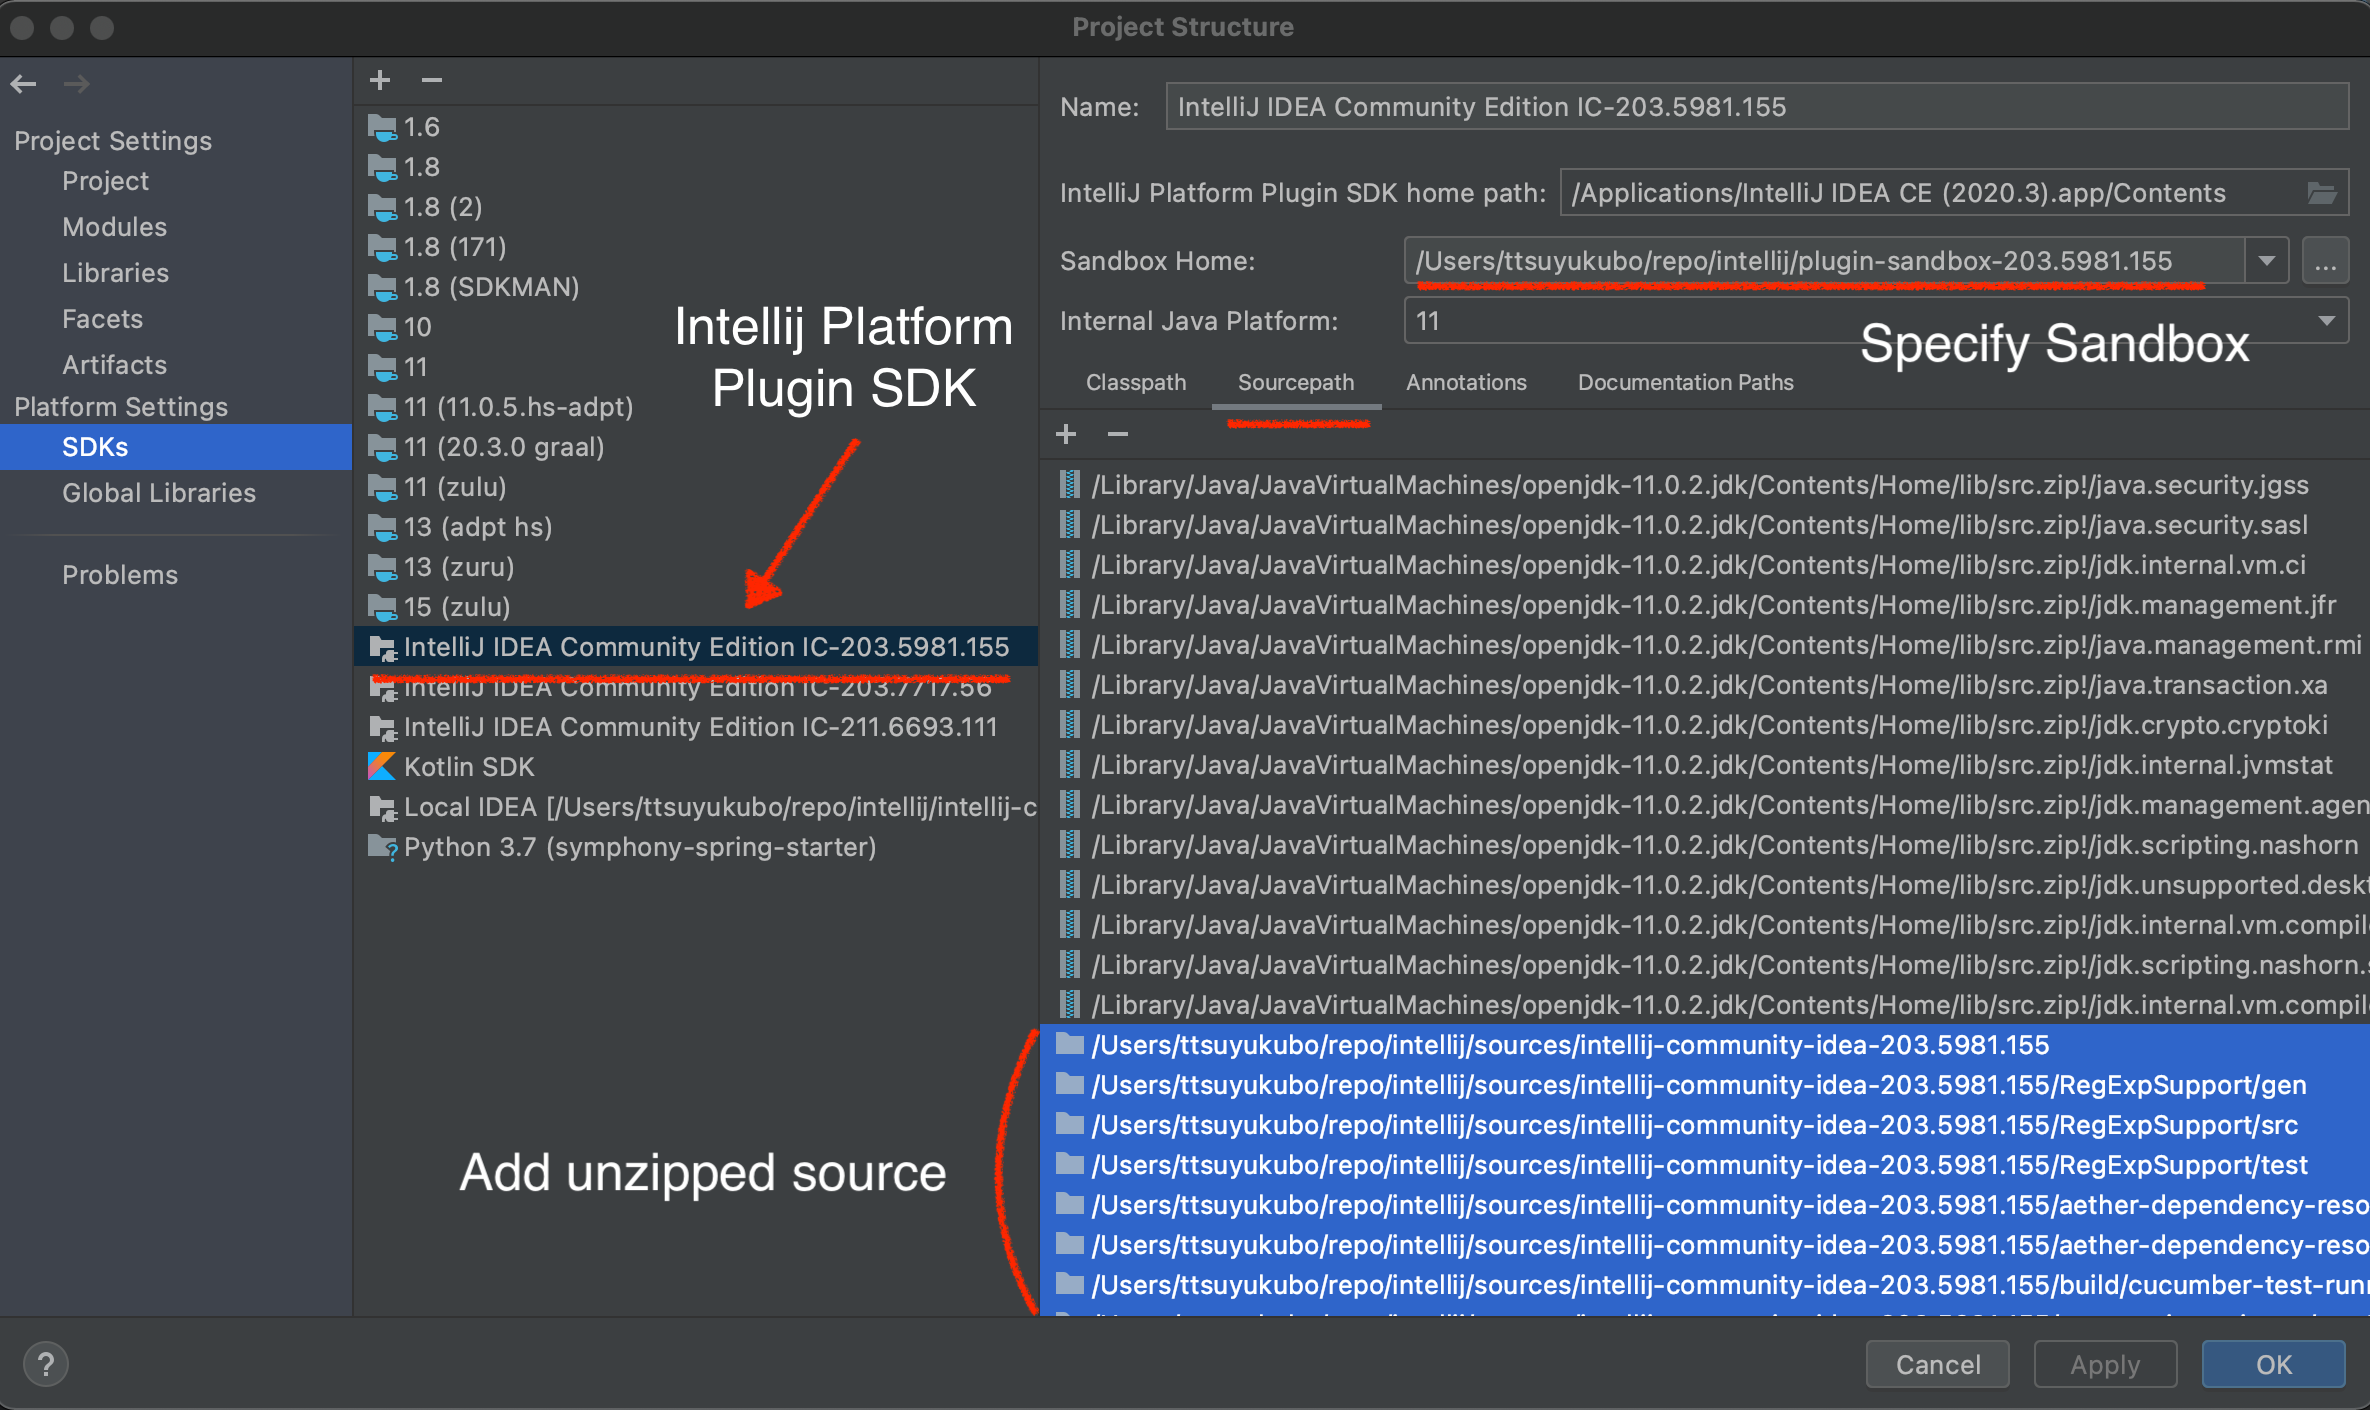 Project Structure
Project Settings
Project
Modules
Libraries
Facets
Artifacts
Platform Settings
SDKs
Global Libraries
Problems
1.6
1.8
1.8 (2)
1.8 (171)
1.8 (SDKMAN)
10
11
11 (11.0.5.hs-adpt)
11 (20.3.0 graal)
11 (zulu)
13 (adpt hs)
13 (zuru)
15 (zulu)
IntelliJ IDEA Community Edition IC-203.5981.155
IntelliJ IDEA Community Edition IC-203.7717.56
IntelliJ IDEA Community Edition IC-211.6693.111
Kotlin SDK
Local IDEA [/Users/ttsuyukubo/repo/intellij/intellij-c
Python 3.7 (symphony-spring-starter)
Intellij Platform
Plugin SDK
Add unzipped source
Name: IntelliJ IDEA Community Edition IC-203.5981.155
IntelliJ Platform Plugin SDK home path: /Applications/IntelliJ IDEA CE (2020.3).app/Contents
Sandbox Home: /Users/ttsuyukubo/repo/intellij/plugin-sandbox-203.5981.155 ...
Internal Java Platform: 11
Specify Sandbox
Classpath Sourcepath Annotations Documentation Paths
/Library/Java/JavaVirtualMachines/openjdk-11.0.2.jdk/Contents/Home/lib/src.zip!/java.security.jgss
/Library/Java/JavaVirtualMachines/openjdk-11.0.2.jdk/Contents/Home/lib/src.zip!/java.security.sasl
/Library/Java/JavaVirtualMachines/openjdk-11.0.2.jdk/Contents/Home/lib/src.zip!/jdk.internal.vm.ci
/Library/Java/JavaVirtualMachines/openjdk-11.0.2.jdk/Contents/Home/lib/src.zip!/jdk.management.jfr
/Library/Java/JavaVirtualMachines/openjdk-11.0.2.jdk/Contents/Home/lib/src.zip!/java.management.rmi
/Library/Java/JavaVirtualMachines/openjdk-11.0.2.jdk/Contents/Home/lib/src.zip!/java.transaction.xa
/Library/Java/JavaVirtualMachines/openjdk-11.0.2.jdk/Contents/Home/lib/src.zip!/jdk.crypto.cryptoki
/Library/Java/JavaVirtualMachines/openjdk-11.0.2.jdk/Contents/Home/lib/src.zip!/jdk.internal.jvmstat
/Library/Java/JavaVirtualMachines/openjdk-11.0.2.jdk/Contents/Home/lib/src.zip!/jdk.management.agen
/Library/Java/JavaVirtualMachines/openjdk-11.0.2.jdk/Contents/Home/lib/src.zip!/jdk.scripting.nashorn
/Library/Java/JavaVirtualMachines/openjdk-11.0.2.jdk/Contents/Home/lib/src.zip!/jdk.unsupported.deskt
/Library/Java/JavaVirtualMachines/openjdk-11.0.2.jdk/Contents/Home/lib/src.zip!/jdk.internal.vm.compile
/Library/Java/JavaVirtualMachines/openjdk-11.0.2.jdk/Contents/Home/lib/src.zip!/jdk.scripting.nashorn.s
/Library/Java/JavaVirtualMachines/openjdk-11.0.2.jdk/Contents/Home/lib/src.zip!/jdk.internal.vm.compile
/Users/ttsuyukubo/repo/intellij/sources/intellij-community-idea-203.5981.155
/Users/ttsuyukubo/repo/intellij/sources/intellij-community-idea-203.5981.155/RegExpSupport/gen
/Users/ttsuyukubo/repo/intellij/sources/intellij-community-idea-203.5981.155/RegExpSupport/src
/Users/ttsuyukubo/repo/intellij/sources/intellij-community-idea-203.5981.155/RegExpSupport/test
/Users/ttsuyukubo/repo/intellij/sources/intellij-community-idea-203.5981.155/aether-dependency-reso
/Users/ttsuyukubo/repo/intellij/sources/intellij-community-idea-203.5981.155/aether-dependency-reso
/Users/ttsuyukubo/repo/intellij/sources/intellij-community-idea-203.5981.155/build/cucumber-test-runn
? Cancel Apply OK